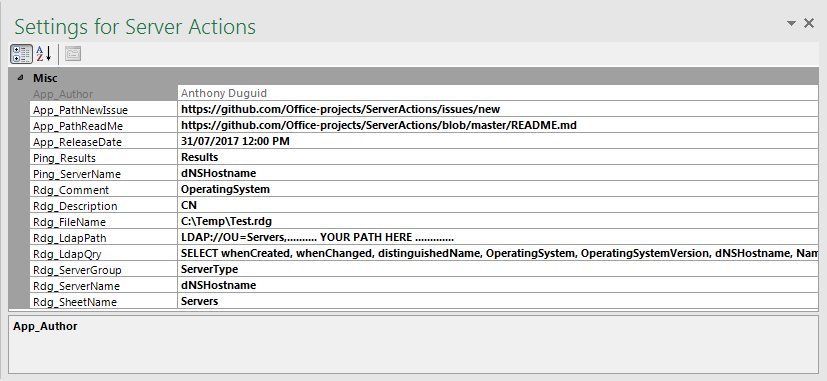 Settings for Server Actions
Misc
App_Author Anthony Duguid
App_PathNewIssue https://github.com/Office-projects/ServerActions/issues/new
App_PathReadMe https://github.com/Office-projects/ServerActions/blob/master/README.md
App_ReleaseDate 31/07/2017 12:00 PM
Ping_Results Results
Ping_ServerName dNSHostname
Rdg_Comment OperatingSystem
Rdg_Description CN
Rdg_FileName C:\Temp\Test.rdg
Rdg_LdapPath LDAP://OU=Servers,.......... YOUR PATH HERE .............
Rdg_LdapQry SELECT whenCreated, whenChanged, distinguishedName, OperatingSystem, OperatingSystemVersion, dNSHostname, Nam
Rdg_ServerGroup ServerType
Rdg_ServerName dNSHostname
Rdg_SheetName Servers
App_Author